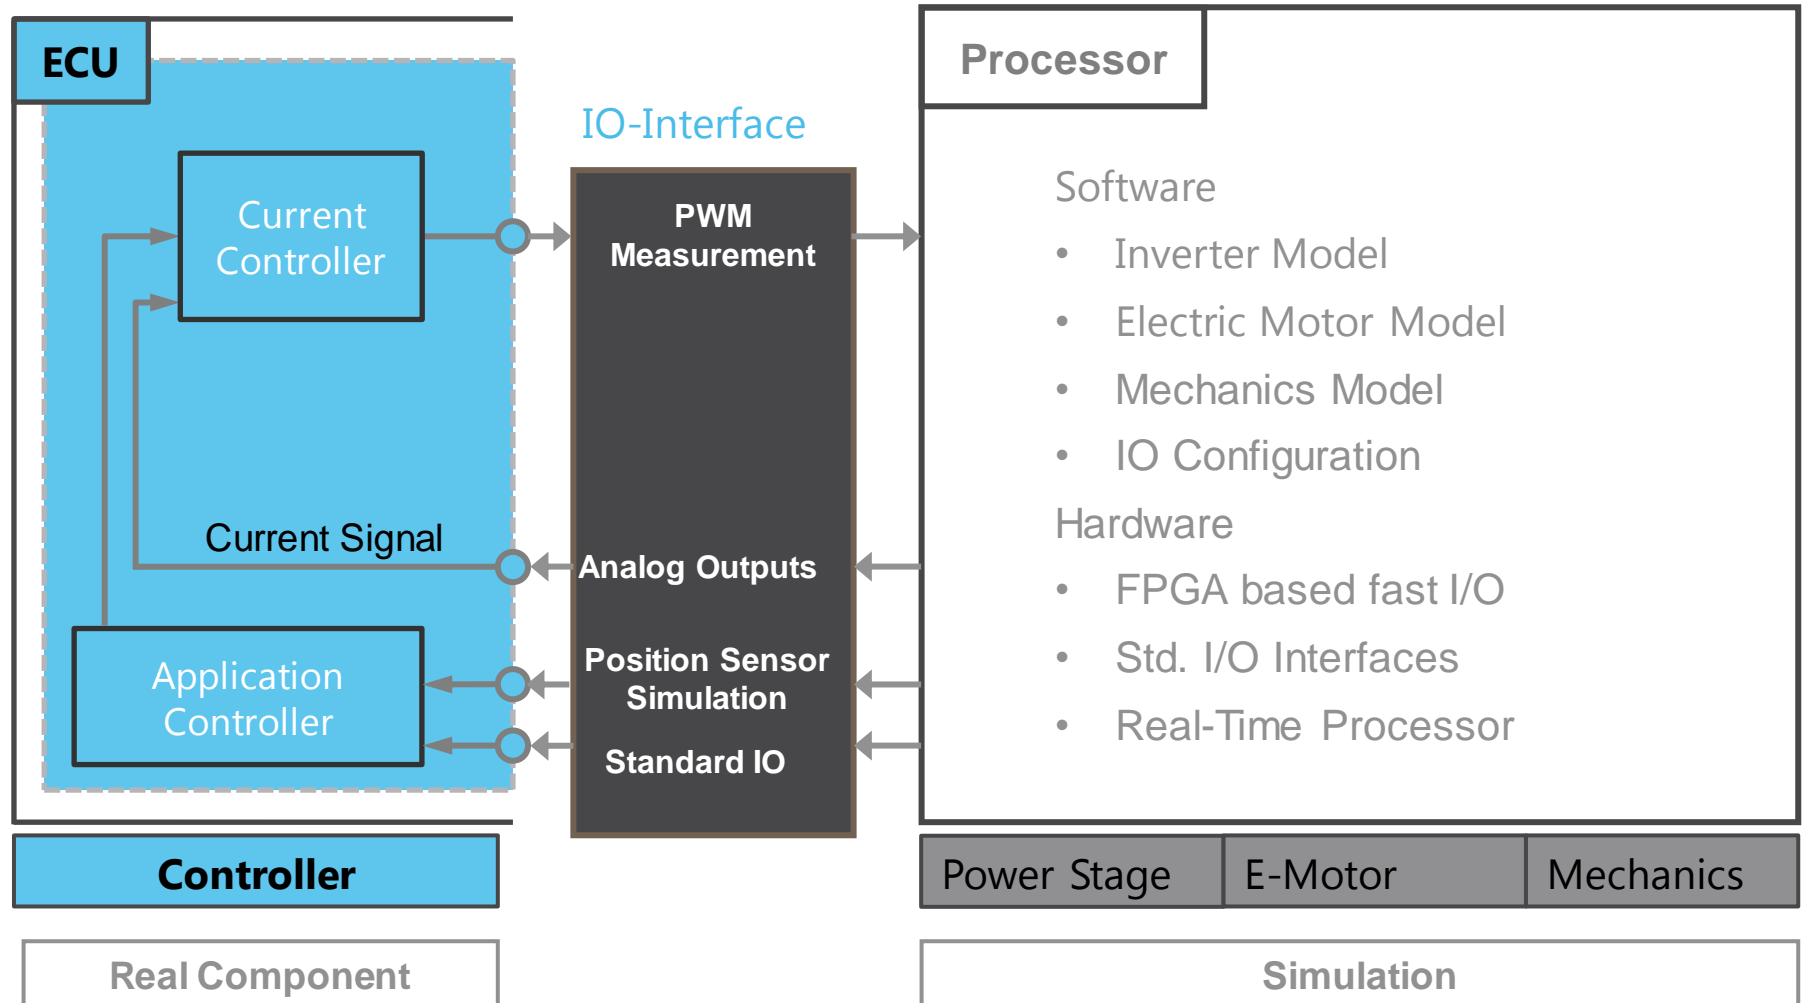 ECU
Current
Controller
Current Signal
Application
Controller
Controller
Real Component
IO-Interface
PWM
Measurement
Analog Outputs
Position Sensor
Simulation
Standard IO
Processor
Software
• Inverter Model
• Electric Motor Model
• Mechanics Model
• IO Configuration
Hardware
• FPGA based fast I/O
• Std. I/O Interfaces
• Real-Time Processor
Power Stage
E-Motor
Mechanics
Simulation